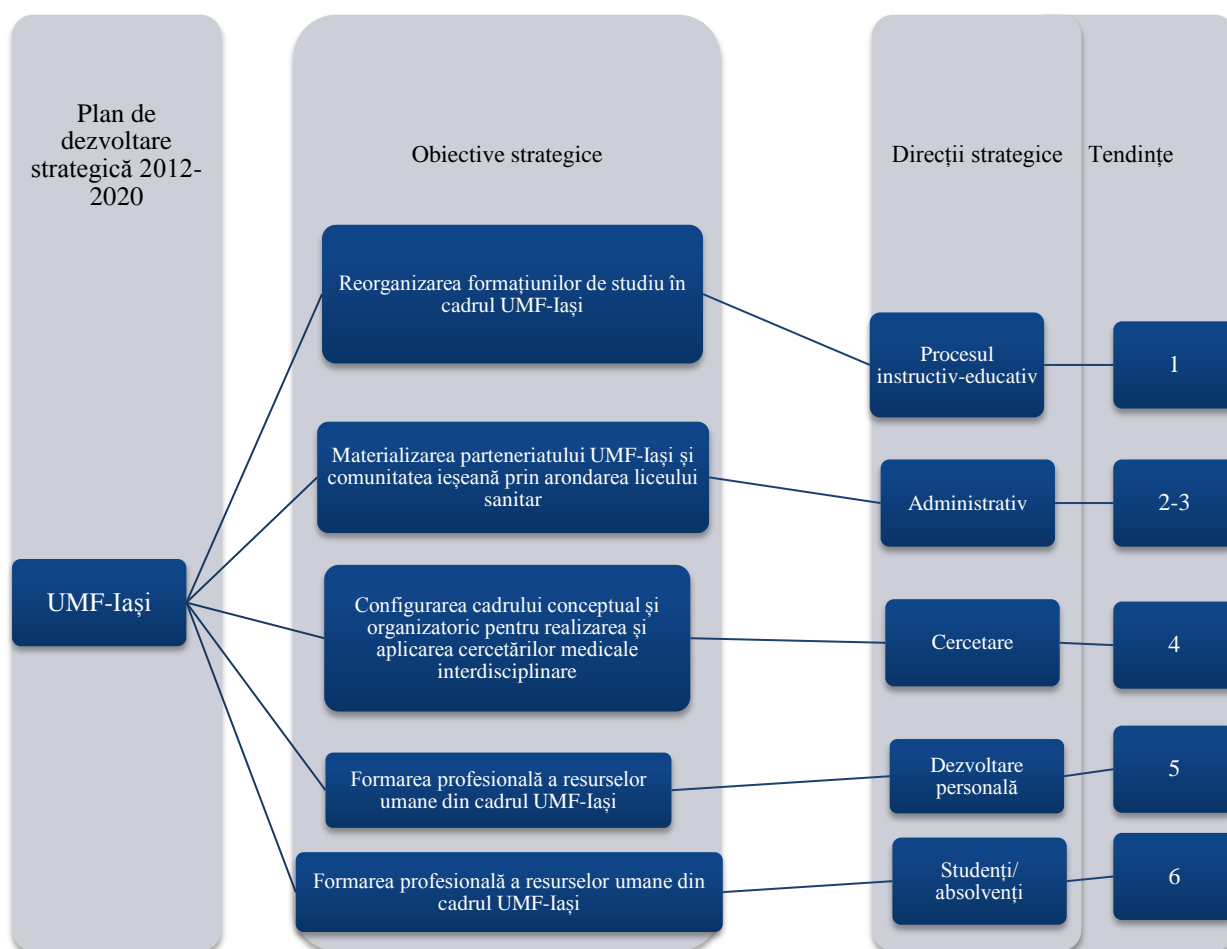 Plan de
dezvoltare
strategică 2012-
2020
Obiective strategice
Direcții strategice
Tendințe
UMF-Iași
Reorganizarea formațiunilor de studiu în
cadrul UMF-Iași
Procesul
instructiv-educativ
1
Materializarea parteneriatului UMF-Iași și
comunitatea ieșeană prin arondarea liceului
sanitar
Administrativ
2-3
Configurarea cadrului conceptual și
organizatoric pentru realizarea și
aplicarea cercetărilor medicale
interdisciplinare
Cercetare
4
Formarea profesională a resurselor
umane din cadrul UMF-Iași
Dezvoltare
personală
5
Formarea profesională a resurselor umane din
cadrul UMF-Iași
Studenți/
absolvenți
6